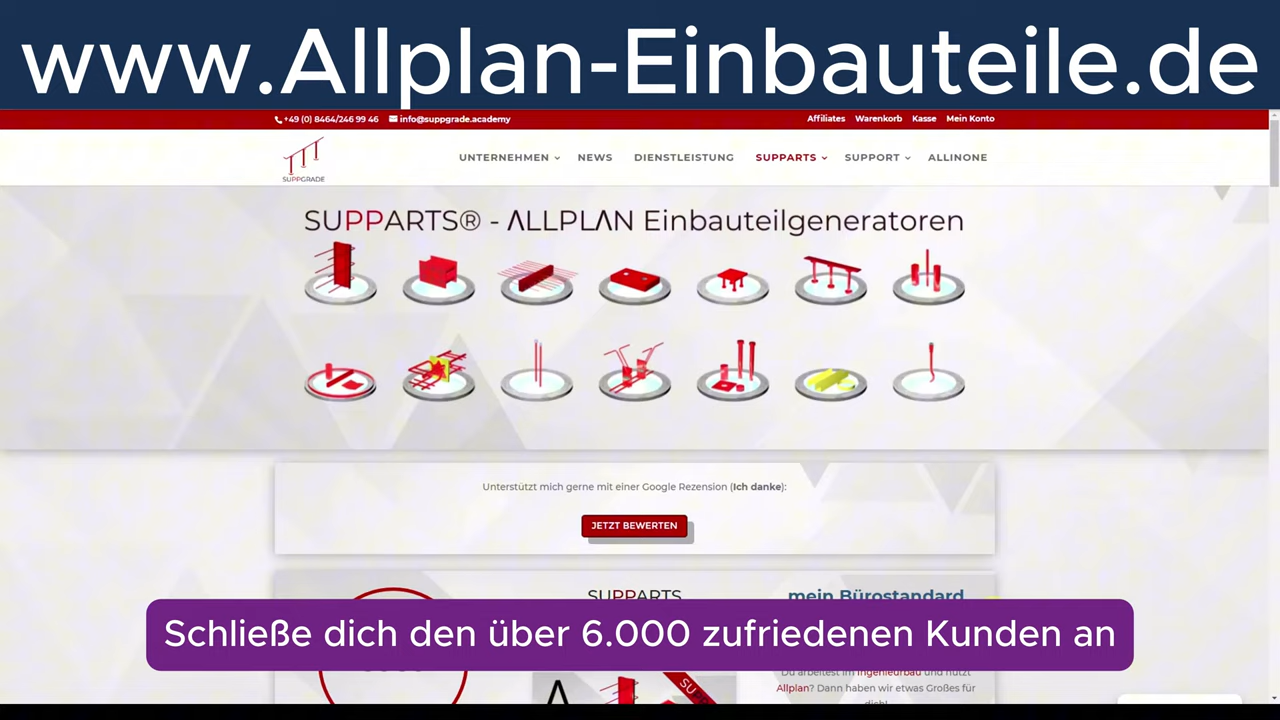 www.Allplan-Einbauteile.de
+49 (0) 8464/246 99 46 info@suppgrade.academy Affiliates Warenkorb Kasse Mein Konto
SUPPGRADE
UNTERNEHMEN NEWS DIENSTLEISTUNG SUPPARTS SUPPORT ALLINONE
SUPPARTS® - ΛLLPLΛN Einbauteilgeneratoren
Unterstützt mich gerne mit einer Google Rezension (Ich danke):
JETZT BEWERTEN
SUPPARTS
mein Bürostandard
Schließe dich den über 6.000 zufriedenen Kunden an
Du arbeitest im Ingenieurbau und nutzt
Allplan? Dann haben wir etwas Großes für
dich!